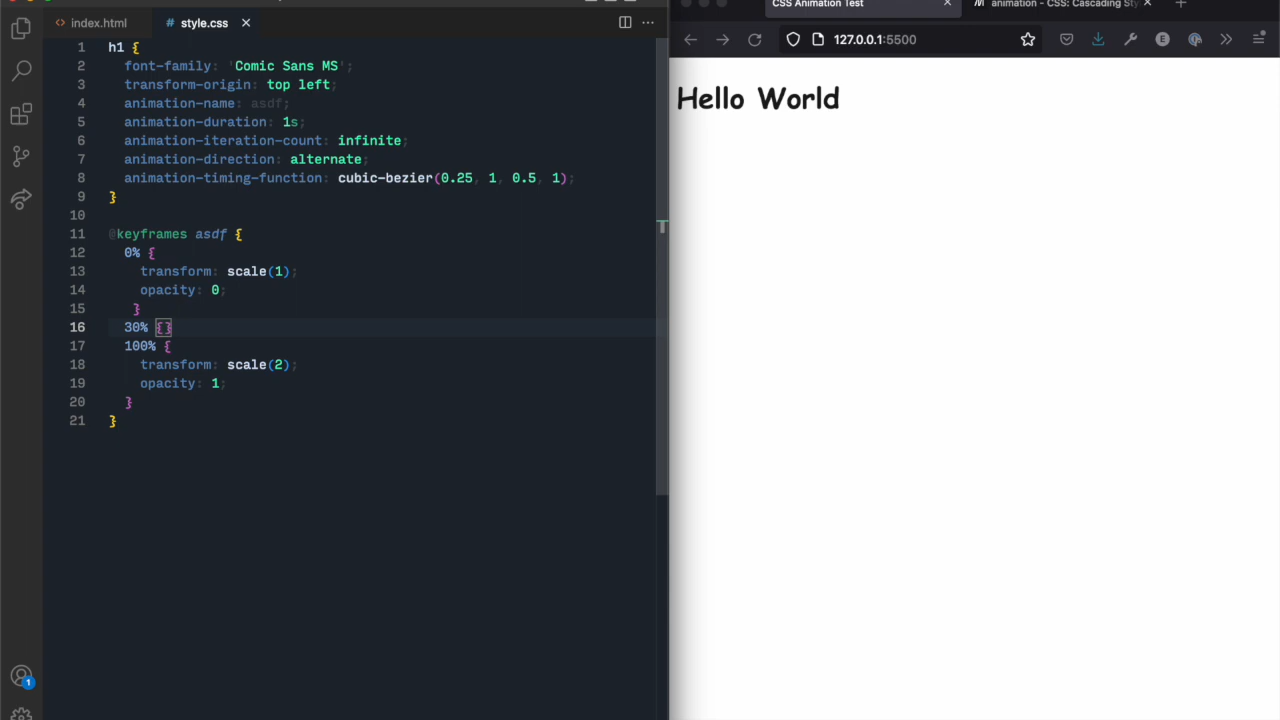 index.html
# style.css
1 h1 {
2 font-family: 'Comic Sans MS';
3 transform-origin: top left;
4 animation-name: asdf;
5 animation-duration: 1s;
6 animation-iteration-count: infinite;
7 animation-direction: alternate;
8 animation-timing-function: cubic-bezier(0.25, 1, 0.5, 1);
9 }
10
11 @keyframes asdf {
12 0% {
13 transform: scale(1);
14 opacity: 0;
15 }
16 30% {}
17 100% {
18 transform: scale(2);
19 opacity: 1;
20 }
21 }
1
CSS Animation Test
animation - CSS: Cascading Sty
127.0.0.1:5500
Hello World